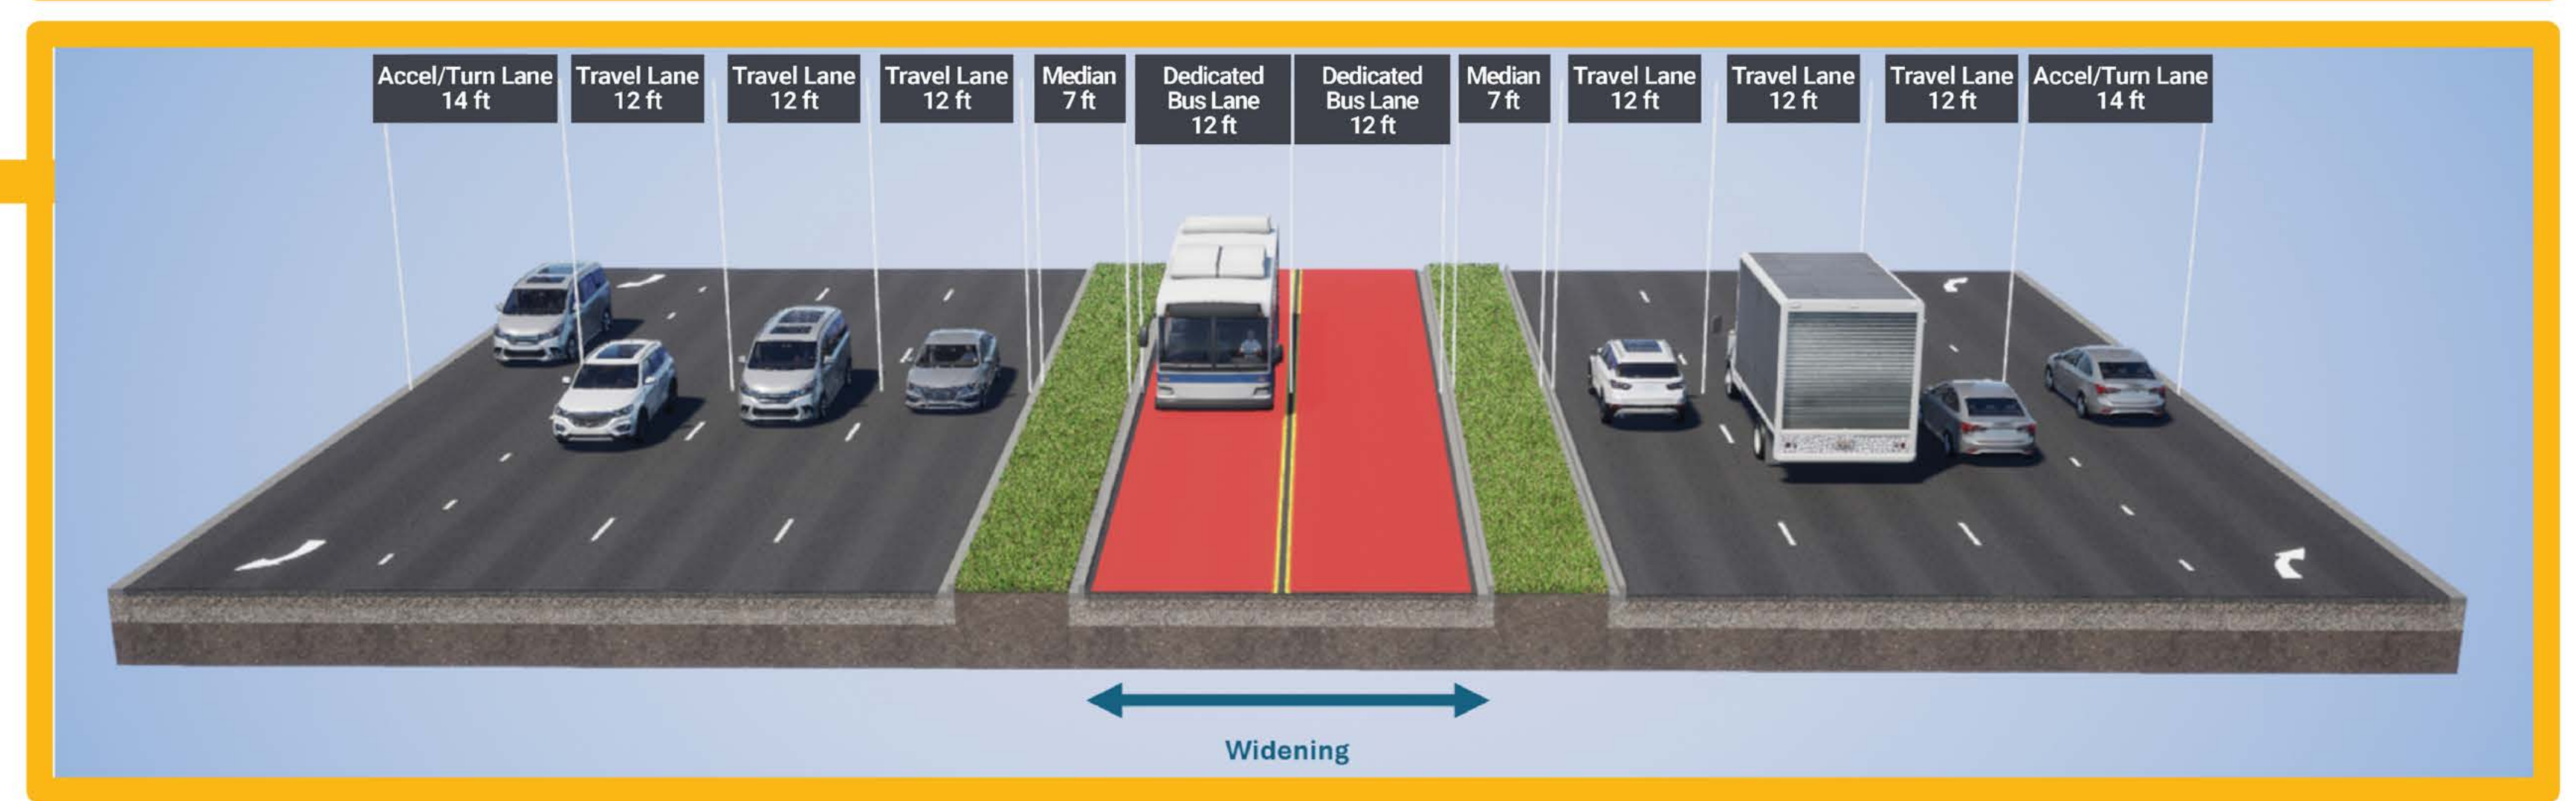 Accel/Turn Lane
14 ft
Travel Lane
12 ft
Travel Lane
12 ft
Travel Lane
12 ft
Median
7 ft
Dedicated
Bus Lane
12 ft
Dedicated
Bus Lane
12 ft
Median
7 ft
Travel Lane
12 ft
Travel Lane
12 ft
Travel Lane
12 ft
Accel/Turn Lane
14 ft
Widening